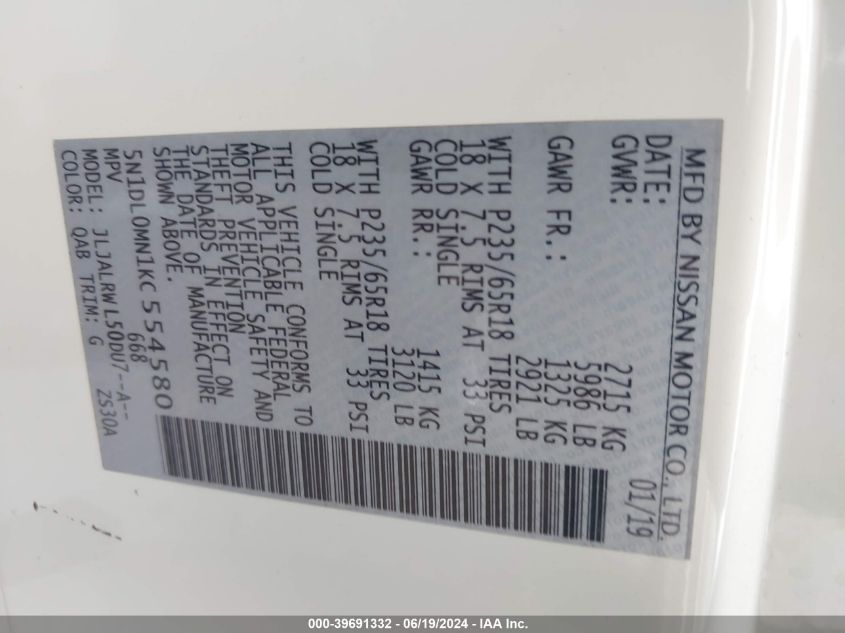 MFD BY NISSAN MOTOR CO., LTD.
DATE: 01/19
GVWR: 2715 KG
5986 LB
GAWR FR.: 1325 KG
2921 LB
WITH P235/65R18 TIRES
18 X 7.5 RIMS AT 33 PSI
COLD SINGLE
GAWR RR.: 1415 KG
3120 LB
WITH P235/65R18 TIRES
18 X 7.5 RIMS AT 33 PSI
COLD SINGLE
THIS VEHICLE CONFORMS TO
ALL APPLICABLE FEDERAL
MOTOR VEHICLE SAFETY AND
THEFT PREVENTION
STANDARDS IN EFFECT ON
THE DATE OF MANUFACTURE
SHOWN ABOVE.
5N1DL0MN1KC554580
MPV 668
MODEL: JLJALRWL50DU7--A--
COLOR: QAB TRIM: G ZS30A
000-39691332 - 06/19/2024 - IAA Inc.